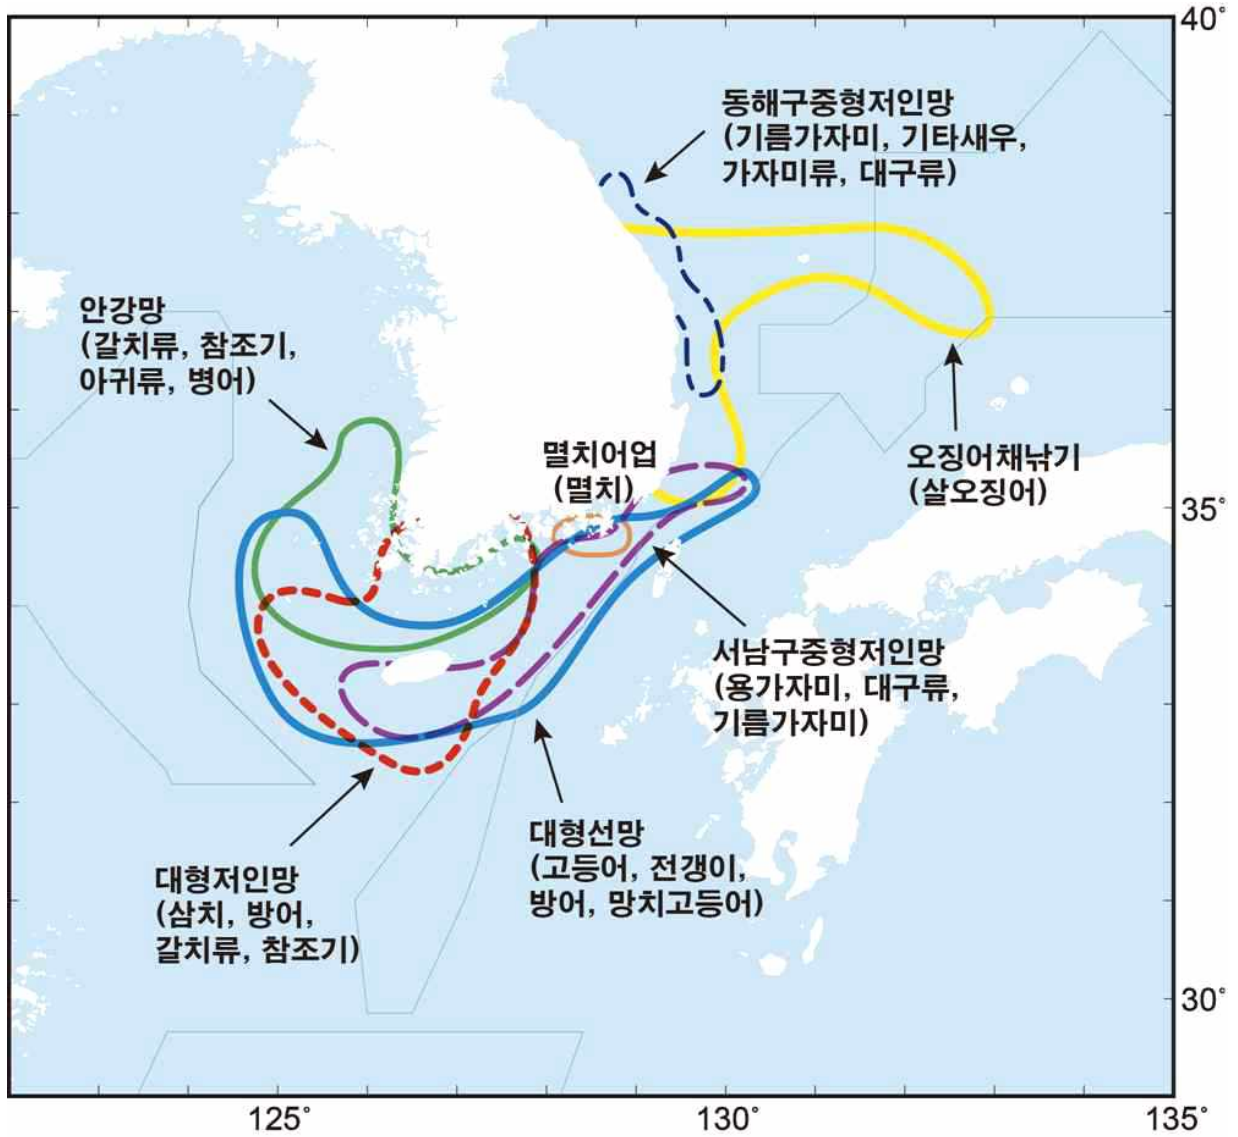 40°
동해구중형저인망
(기름가자미, 기타새우,
가자미류, 대구류)
안강망
(갈치류, 참조기,
아귀류, 병어)
멸치어업
(멸치)
오징어채낚기
(살오징어)
35°
서남구중형저인망
(용가자미, 대구류,
기름가자미)
대형선망
(고등어, 전갱이,
방어, 망치고등어)
대형저인망
(삼치, 방어,
갈치류, 참조기)
30°
125°
130°
135°